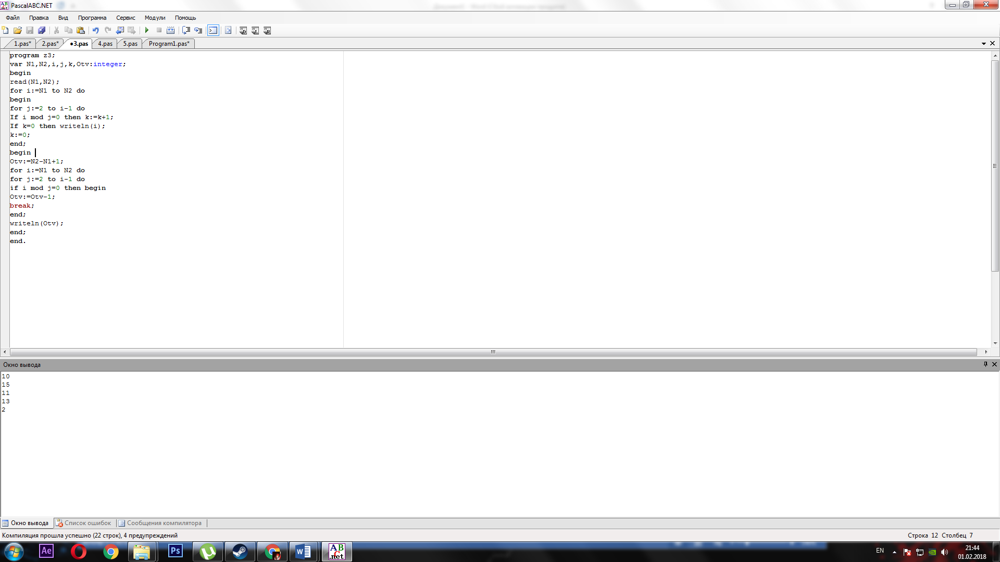 PascalABC.NET
Файл Правка Вид Программа Сервис Модули Помощь
1.pas* 2.pas* •3.pas 4.pas 5.pas Program1.pas*
program z3;
var N1,N2,i,j,k,Otv:integer;
begin
read(N1,N2);
for i:=N1 to N2 do
begin
for j:=2 to i-1 do
If i mod j=0 then k:=k+1;
If k=0 then writeln(i);
k:=0;
end;
begin
Otv:=N2-N1+1;
for i:=N1 to N2 do
for j:=2 to i-1 do
if i mod j=0 then begin
Otv:=Otv-1;
break;
end;
writeln(Otv);
end;
end.
Окно вывода
10
15
11
13
2
Окно вывода Список ошибок Сообщения компилятора
Компиляция прошла успешно (22 строк), 4 предупреждений Строка 12 Столбец 7
Ae Ps W AB C .net EN 21:44
01.02.2018